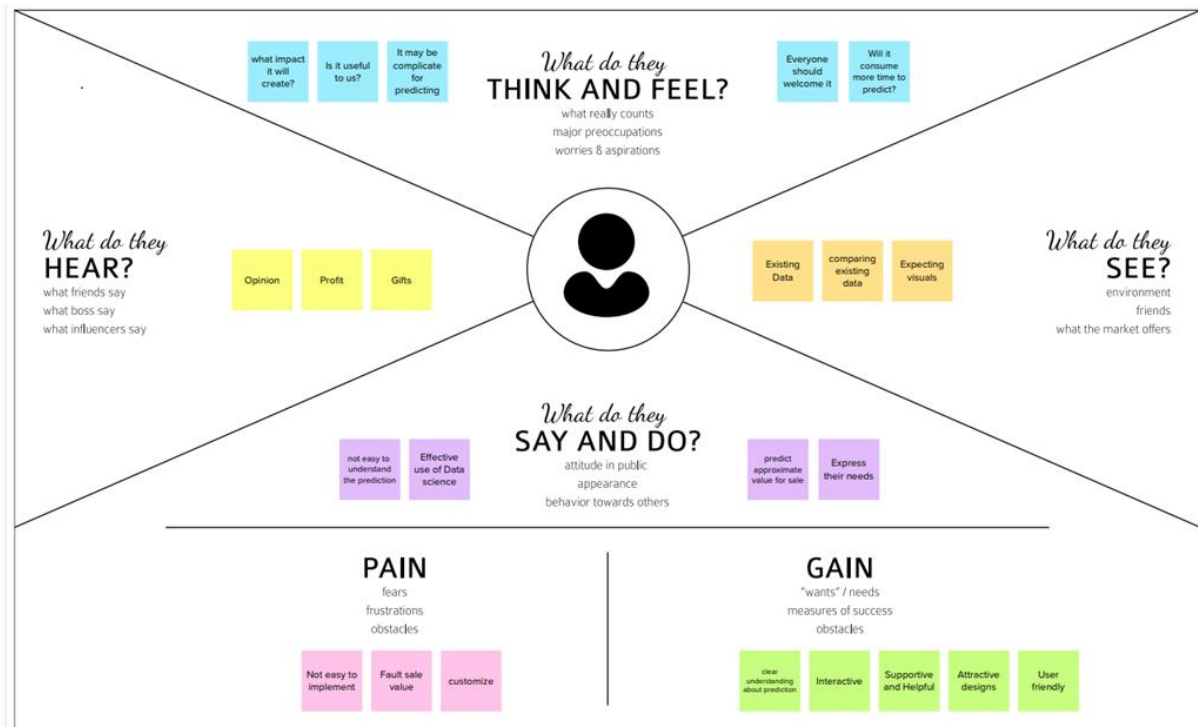 what impact
it will
create?
Is it useful
to us?
It may be
complicate
for
predicting
What do they
THINK AND FEEL?
what really counts
major preoccupations
worries & aspirations
Everyone
should
welcome it
Will it
consume
more time to
predict?
What do they
HEAR?
what friends say
what boss say
what influencers say
Opinion
Profit
Gifts
Existing
Data
comparing
existing
data
Expecting
visuals
What do they
SEE?
environment
friends
what the market offers
not easy to
understand
the prediction
Effective
use of Data
science
What do they
SAY AND DO?
attitude in public
appearance
behavior towards others
predict
approximate
value for sale
Express
their needs
PAIN
fears
frustrations
obstacles
Not easy to
implement
Fault sale
value
customize
GAIN
"wants" / needs
measures of success
obstacles
clear
understanding
about prediction
Interactive
Supportive
and Helpful
Attractive
designs
User
friendly